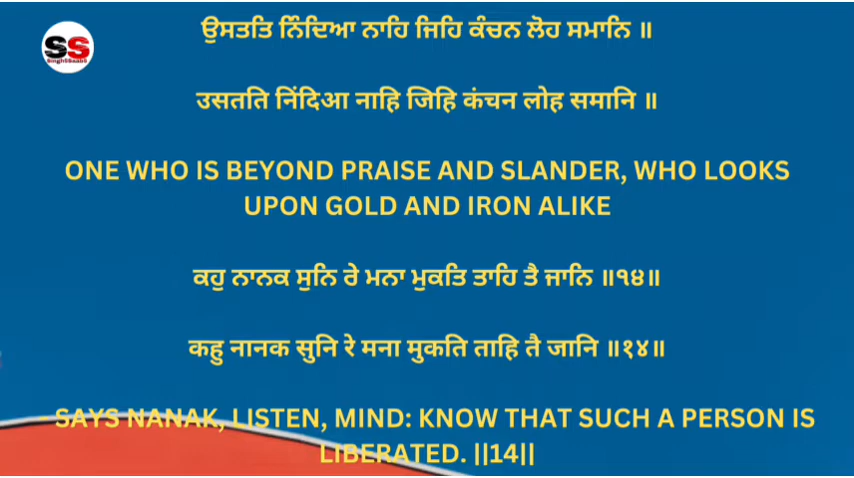 SS
SinghSbaabS
ਉਸਤਤਿ ਨਿੰਦਿਆ ਨਾਹਿ ਜਿਹਿ ਕੰਚਨ ਲੋਹ ਸਮਾਨਿ ॥
उसतति निंदिआ नाहि जिहि कंचन लोह समानि ॥
ONE WHO IS BEYOND PRAISE AND SLANDER, WHO LOOKS
UPON GOLD AND IRON ALIKE
ਕਹੁ ਨਾਨਕ ਸੁਨਿ ਰੇ ਮਨਾ ਮੁਕਤਿ ਤਾਹਿ ਤੈ ਜਾਨਿ ॥੧੪॥
कहु नानक सुनि रे मना मुकति ताहि तै जानि ॥१४॥
SAYS NANAK, LISTEN, MIND: KNOW THAT SUCH A PERSON IS
LIBERATED. ||14||